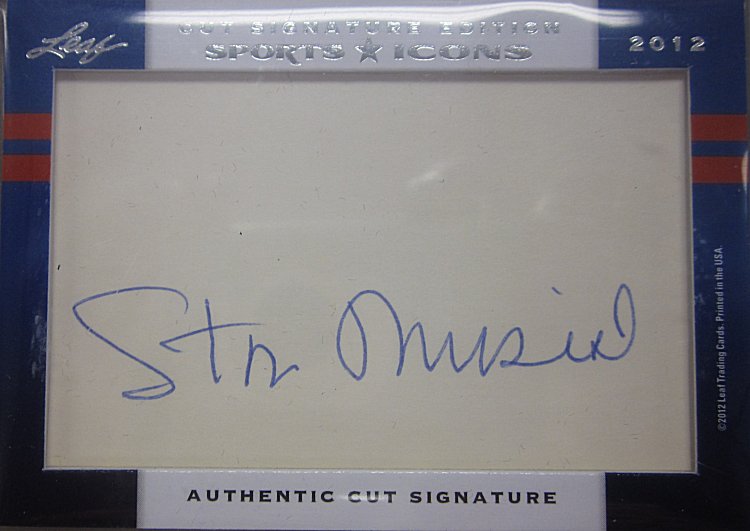 Leaf
CUT SIGNATURE EDITION
SPORTS ★ ICONS
2012
Stan Musial
©2012 Leaf Trading Cards. Printed in the USA.
AUTHENTIC CUT SIGNATURE